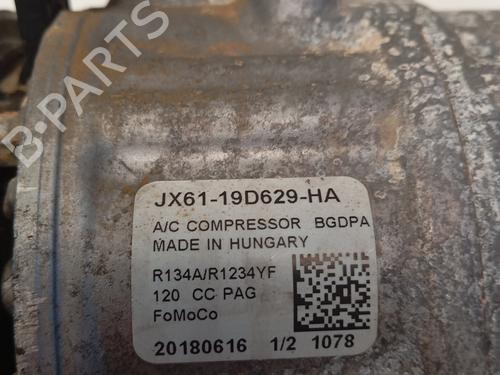 B-PARTS
JX61-19D629-HA
A/C COMPRESSOR BGDPA
MADE IN HUNGARY
R134A/R1234YF
120 CC PAG
FoMoCo
20180616 1/2 1078